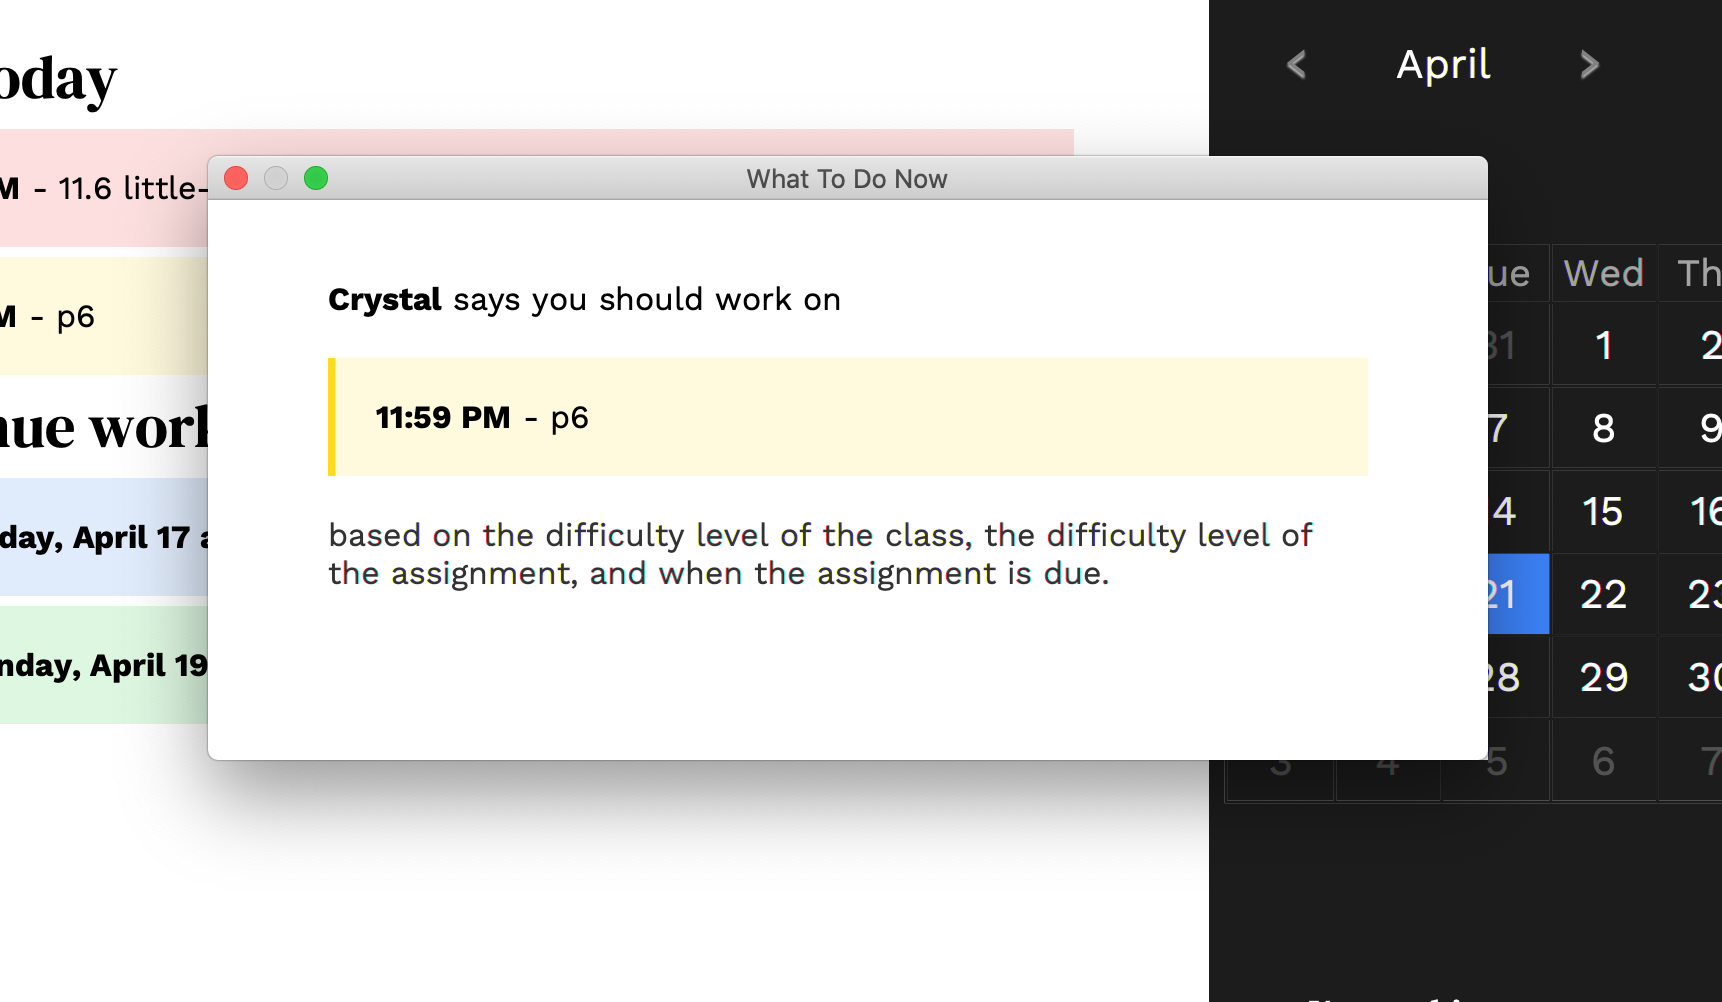 oday
M - 11.6 little-
M - p6
nue work
day, April 17 a
nday, April 19
What To Do Now
Crystal says you should work on
11:59 PM - p6
based on the difficulty level of the class, the difficulty level of
the assignment, and when the assignment is due.
< April >
ue Wed Th
31 1 2
7 8 9
4 15 16
21 22 23
28 29 30
3 4 5 6 7